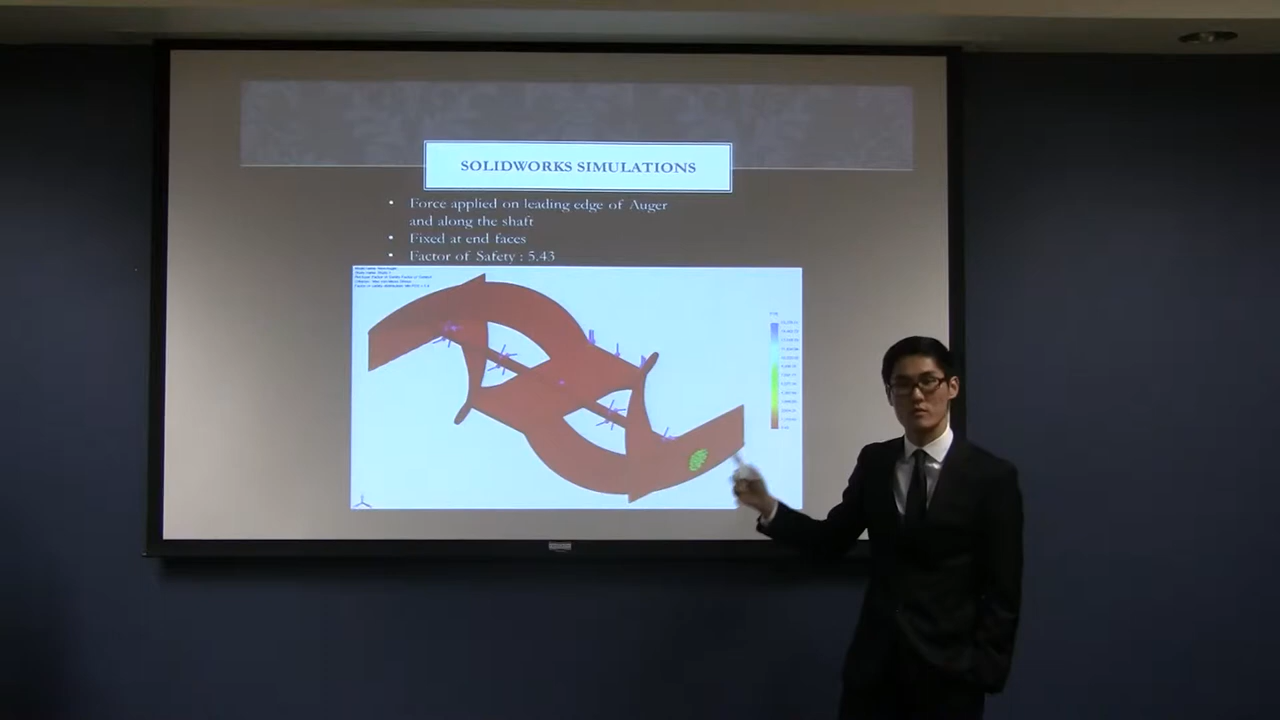 SOLIDWORKS SIMULATIONS
• Force applied on leading edge of Auger
and along the shaft
• Fixed at end faces
• Factor of Safety : 5.43